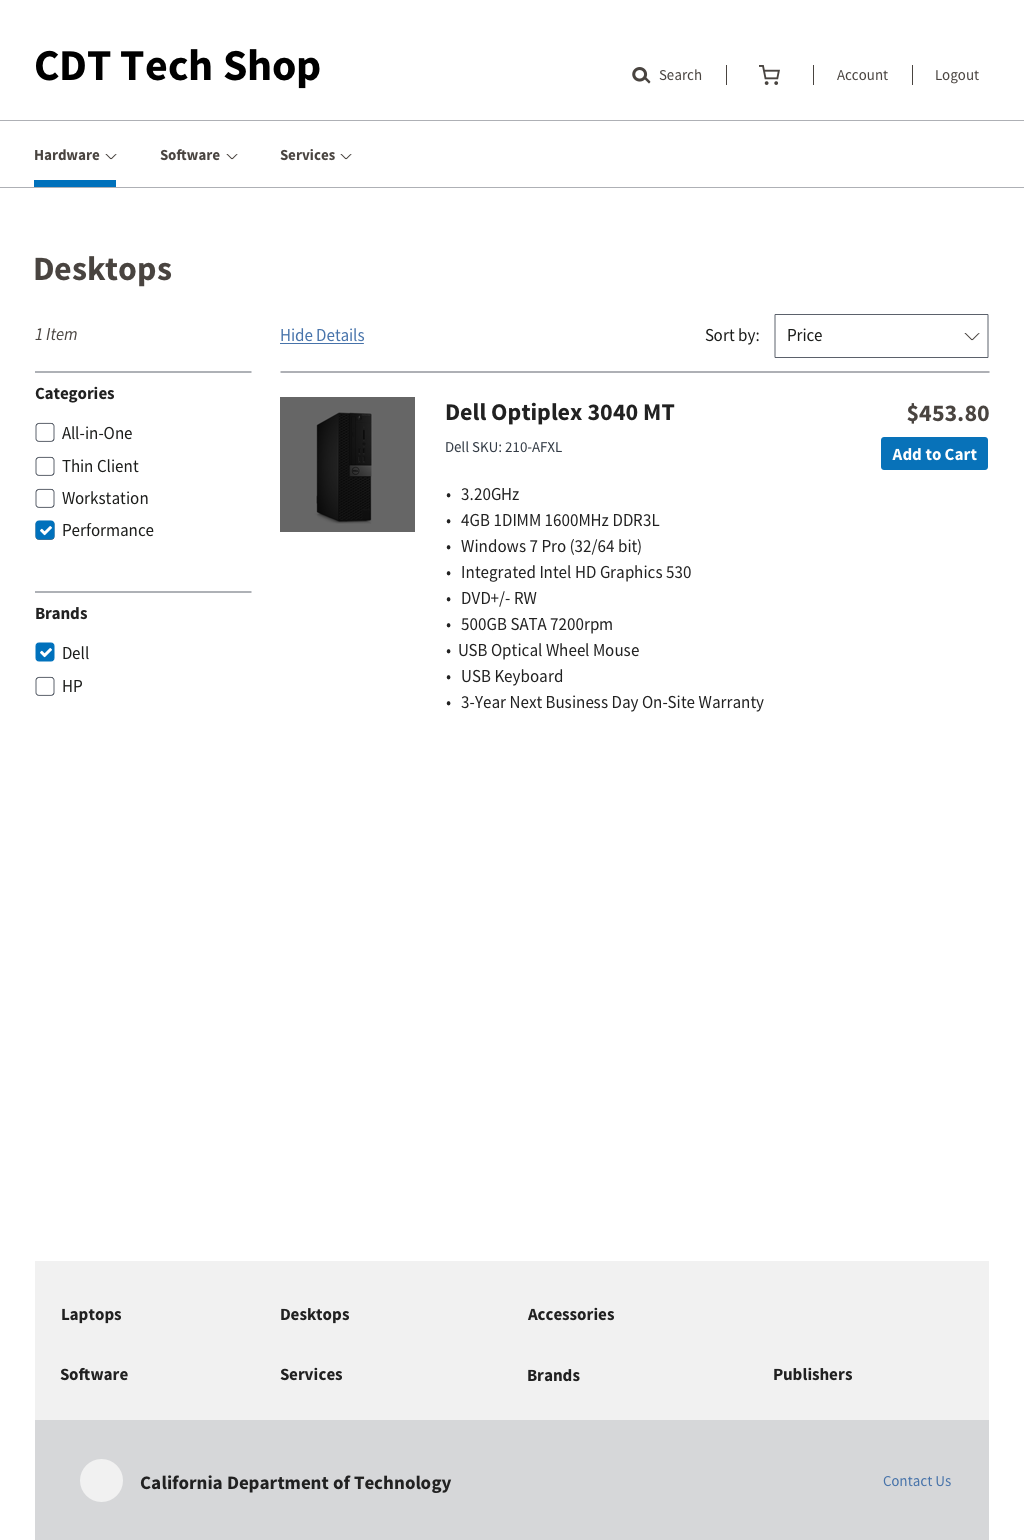 CDT Tech Shop
Search
Account
Logout
Hardware
Software
Services
Desktops
1 Item
Hide Details
Sort by:
Price
Categories
All-in-One
Thin Client
Workstation
Performance
Brands
Dell
HP
Dell Optiplex 3040 MT
$453.80
Dell SKU: 210-AFXL
Add to Cart
• 3.20GHz
• 4GB 1DIMM 1600MHz DDR3L
• Windows 7 Pro (32/64 bit)
• Integrated Intel HD Graphics 530
• DVD+/- RW
• 500GB SATA 7200rpm
• USB Optical Wheel Mouse
• USB Keyboard
• 3-Year Next Business Day On-Site Warranty
Laptops
Desktops
Accessories
Software
Services
Brands
Publishers
California Department of Technology
Contact Us